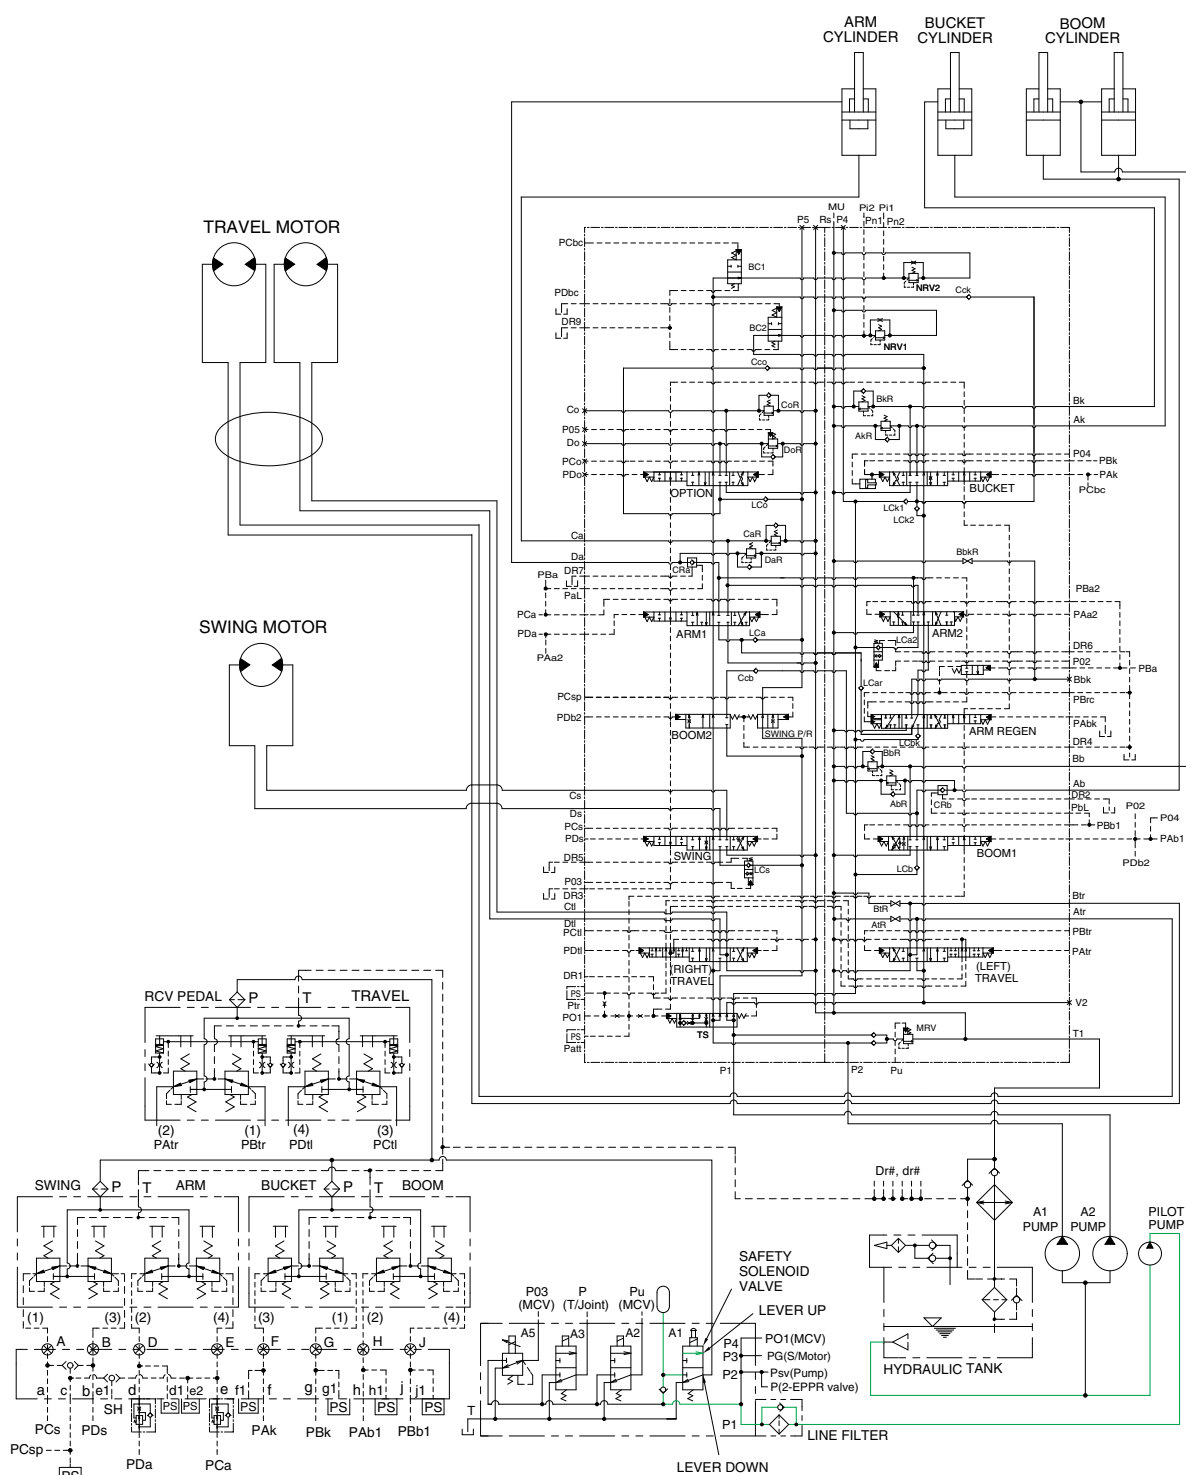 ARM
CYLINDER
BUCKET
CYLINDER
BOOM
CYLINDER
TRAVEL MOTOR
SWING MOTOR
P5
Rs
MU
P4
Pi2
Pi1
Pn1
Pn2
PCbc
BC1
NRV2
Cck
PDbc
DR9
BC2
NRV1
Cco
Co
CoR
BkR
Bk
P05
AkR
Ak
Do
DoR
PCo
P04
PBk
PDo
PAk
OPTION
BUCKET
PCbc
LCo
LCk1
LCk2
Ca
CaR
Da
DaR
BbkR
DR7
CRa
PBa
PaL
PBa2
PCa
PAa2
PDa
ARM1
ARM2
PAa2
LCa
LCa2
DR6
Ccb
P02
PBa
LCar
Bbk
PCsp
PBrc
PDb2
PAbk
BOOM2
SWING P/R
ARM REGEN
LCbk
DR4
BbR
Bb
AbR
CRb
Ab
Cs
DR2
Ds
PbL
P02
P04
PCs
PBb1
PDs
PAb1
SWING
BOOM1
PDb2
DR5
LCs
LCb
P03
DR3
Btr
Ctl
BtR
Dtl
AtR
Atr
PCtl
PBtr
PDtl
PAtr
(RIGHT)
TRAVEL
(LEFT)
TRAVEL
DR1
PS
Ptr
V2
PO1
TS
MRV
PS
T1
Patt
P1
P2
Pu
RCV PEDAL
P
T
TRAVEL
(2)
(1)
(4)
(3)
PAtr
PBtr
PDtl
PCtl
SWING
P
T
ARM
BUCKET
P
T
BOOM
(1)
(3)
(2)
(4)
(3)
(1)
(2)
(4)
A
B
D
E
F
G
H
J
a
c
b
e1
d
d1
e2
e
f1
f
g
g1
h
h1
j
j1
SH
PS
PS
PS
PS
PS
PS
PCs
PDs
PAk
PBk
PAb1
PBb1
PCsp
PDa
PCa
PS
Dr#, dr#
A1
PUMP
A2
PUMP
PILOT
PUMP
HYDRAULIC TANK
SAFETY
SOLENOID
VALVE
LEVER UP
P03
(MCV)
P
(T/Joint)
Pu
(MCV)
A5
A3
A2
A1
P4
PO1(MCV)
P3
PG(S/Motor)
P2
Psv(Pump)
P(2-EPPR valve)
T
P1
LINE FILTER
LEVER DOWN